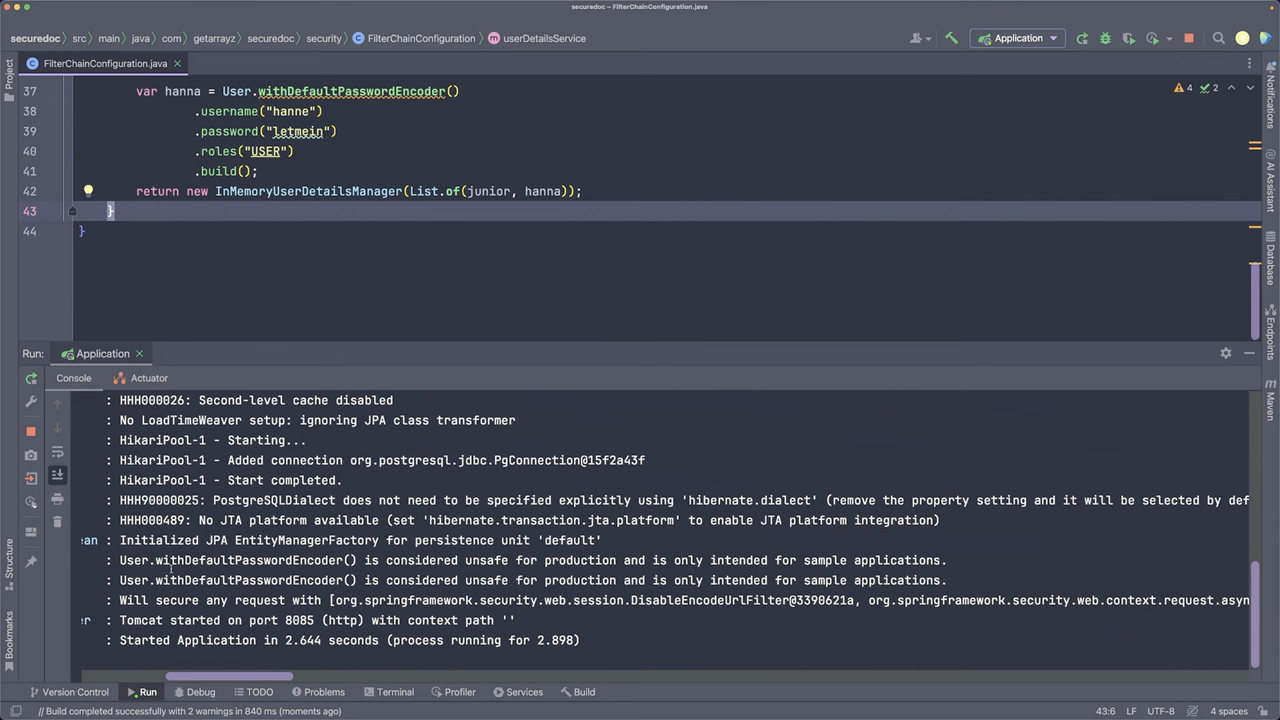 securedoc – FilterChainConfiguration.java
securedoc src main java com getarrayz securedoc security FilterChainConfiguration userDetailsService Application
Project
FilterChainConfiguration.java
37 var hanna = User.withDefaultPasswordEncoder()
4 2
38 .username("hanne")
39 .password("letmein")
40 .roles("USER")
41 .build();
42 return new InMemoryUserDetailsManager(List.of(junior, hanna));
43 }
44 }
Notifications
AI Assistant
Database
Endpoints
Maven
Run: Application
Console Actuator
: HHH000026: Second-level cache disabled
: No LoadTimeWeaver setup: ignoring JPA class transformer
: HikariPool-1 - Starting...
: HikariPool-1 - Added connection org.postgresql.jdbc.PgConnection@15f2a43f
: HikariPool-1 - Start completed.
: HHH90000025: PostgreSQLDialect does not need to be specified explicitly using 'hibernate.dialect' (remove the property setting and it will be selected by def
: HHH000489: No JTA platform available (set 'hibernate.transaction.jta.platform' to enable JTA platform integration)
ean : Initialized JPA EntityManagerFactory for persistence unit 'default'
: User.withDefaultPasswordEncoder() is considered unsafe for production and is only intended for sample applications.
: User.withDefaultPasswordEncoder() is considered unsafe for production and is only intended for sample applications.
: Will secure any request with [org.springframework.security.web.session.DisableEncodeUrlFilter@3390621a, org.springframework.security.web.context.request.asyn
er : Tomcat started on port 8085 (http) with context path ''
: Started Application in 2.644 seconds (process running for 2.898)
Structure
Bookmarks
Version Control Run Debug TODO Problems Terminal Profiler Services Build
// Build completed successfully with 2 warnings in 840 ms (moments ago) 43:6 LF UTF-8 4 spaces